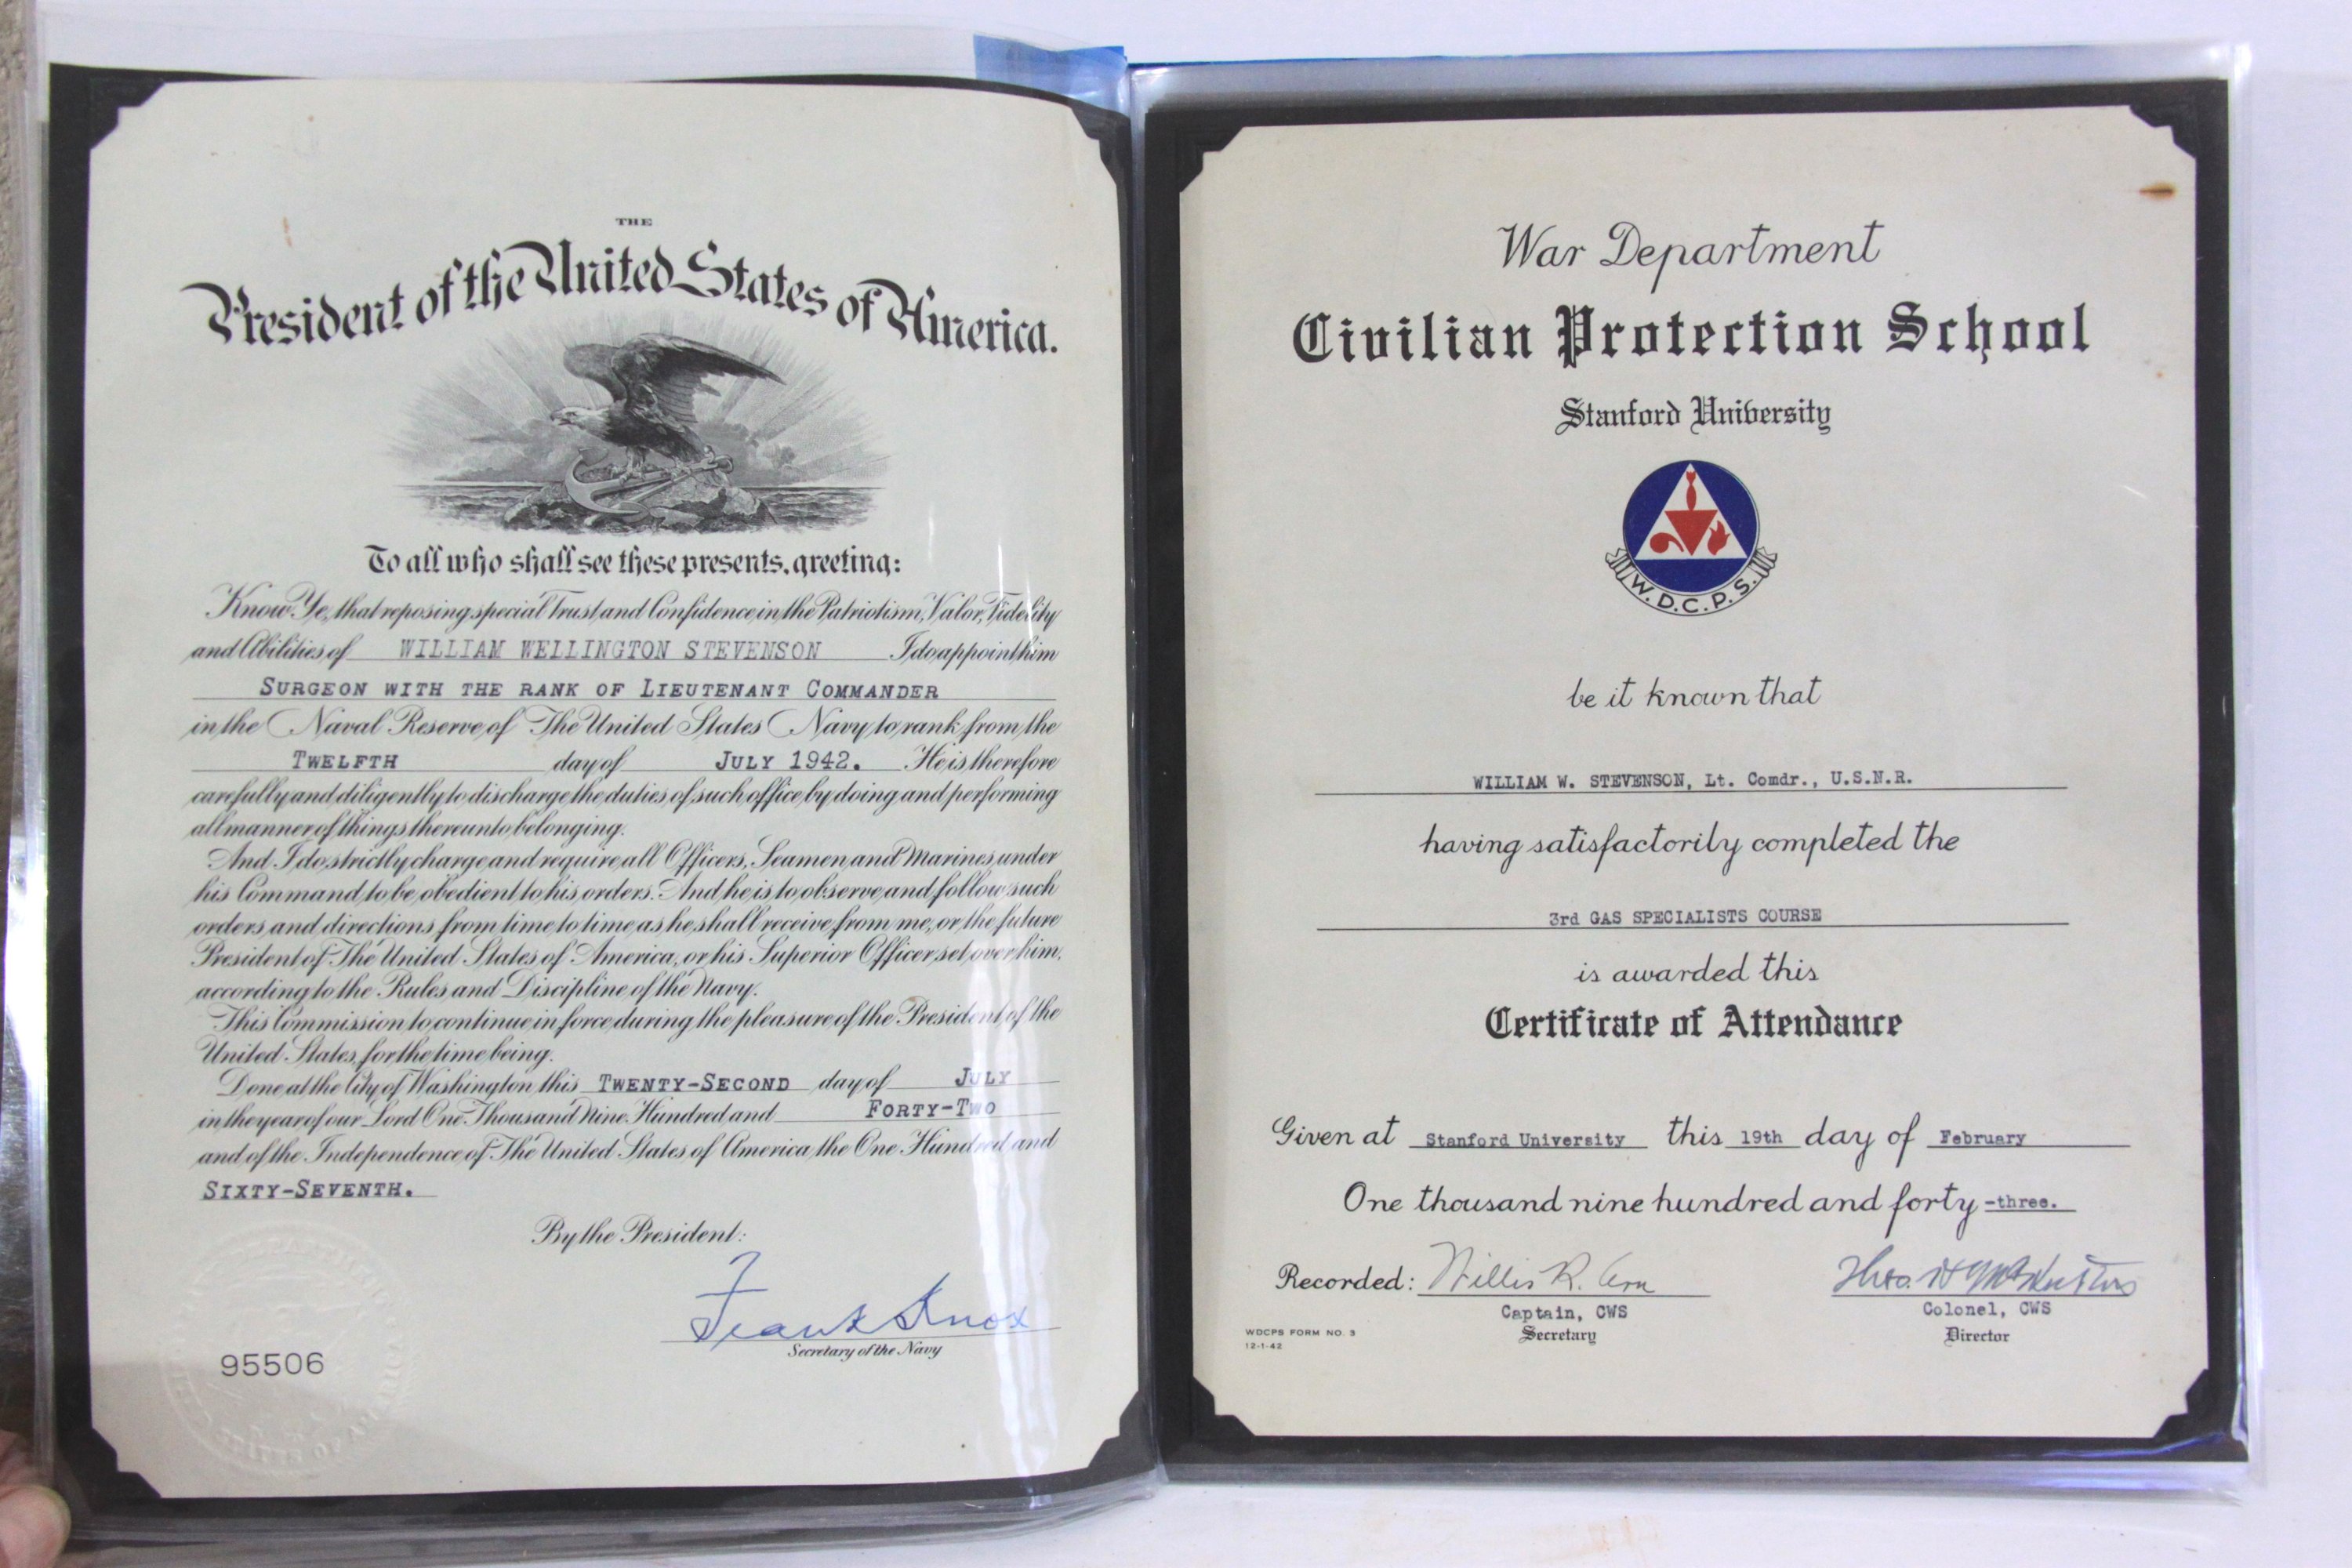 THE
President of the United States of America.
To all who shall see these presents, greeting:
Know Ye, that reposing special Trust and Confidence in the Patriotism, Valor, Fidelity
and Abilities of WILLIAM WELLINGTON STEVENSON I do appoint him
SURGEON WITH THE RANK OF LIEUTENANT COMMANDER
in the Naval Reserve of The United States Navy to rank from the
TWELFTH day of JULY 1942. He is therefore
carefully and diligently to discharge the duties of such office by doing and performing
all manner of things thereunto belonging.
And I do strictly charge and require all Officers, Seamen and Marines under
his Command to be obedient to his orders. And he is to observe and follow such
orders and directions from time to time as he shall receive from me, or the future
President of The United States of America, or his Superior Officer set over him,
according to the Rules and Discipline of the Navy.
This Commission to continue in force during the pleasure of the President of the
United States, for the time being.
Done at the City of Washington this TWENTY-SECOND day of JULY
in the year of our Lord One Thousand Nine Hundred and FORTY-TWO
and of the Independence of The United States of America the One Hundred and
SIXTY-SEVENTH.
By the President:
Frank Knox
Secretary of the Navy
95506
War Department
Civilian Protection School
Stanford University
W.D.C.P.S.
be it known that
WILLIAM W. STEVENSON, Lt. Comdr., U.S.N.R.
having satisfactorily completed the
3rd GAS SPECIALISTS COURSE
is awarded this
Certificate of Attendance
Given at Stanford University this 19th day of February
One thousand nine hundred and forty-three.
Recorded: Willis R.
Captain, CWS
Secretary
Colonel, CWS
Director
WDCPS FORM NO. 3
12-1-42